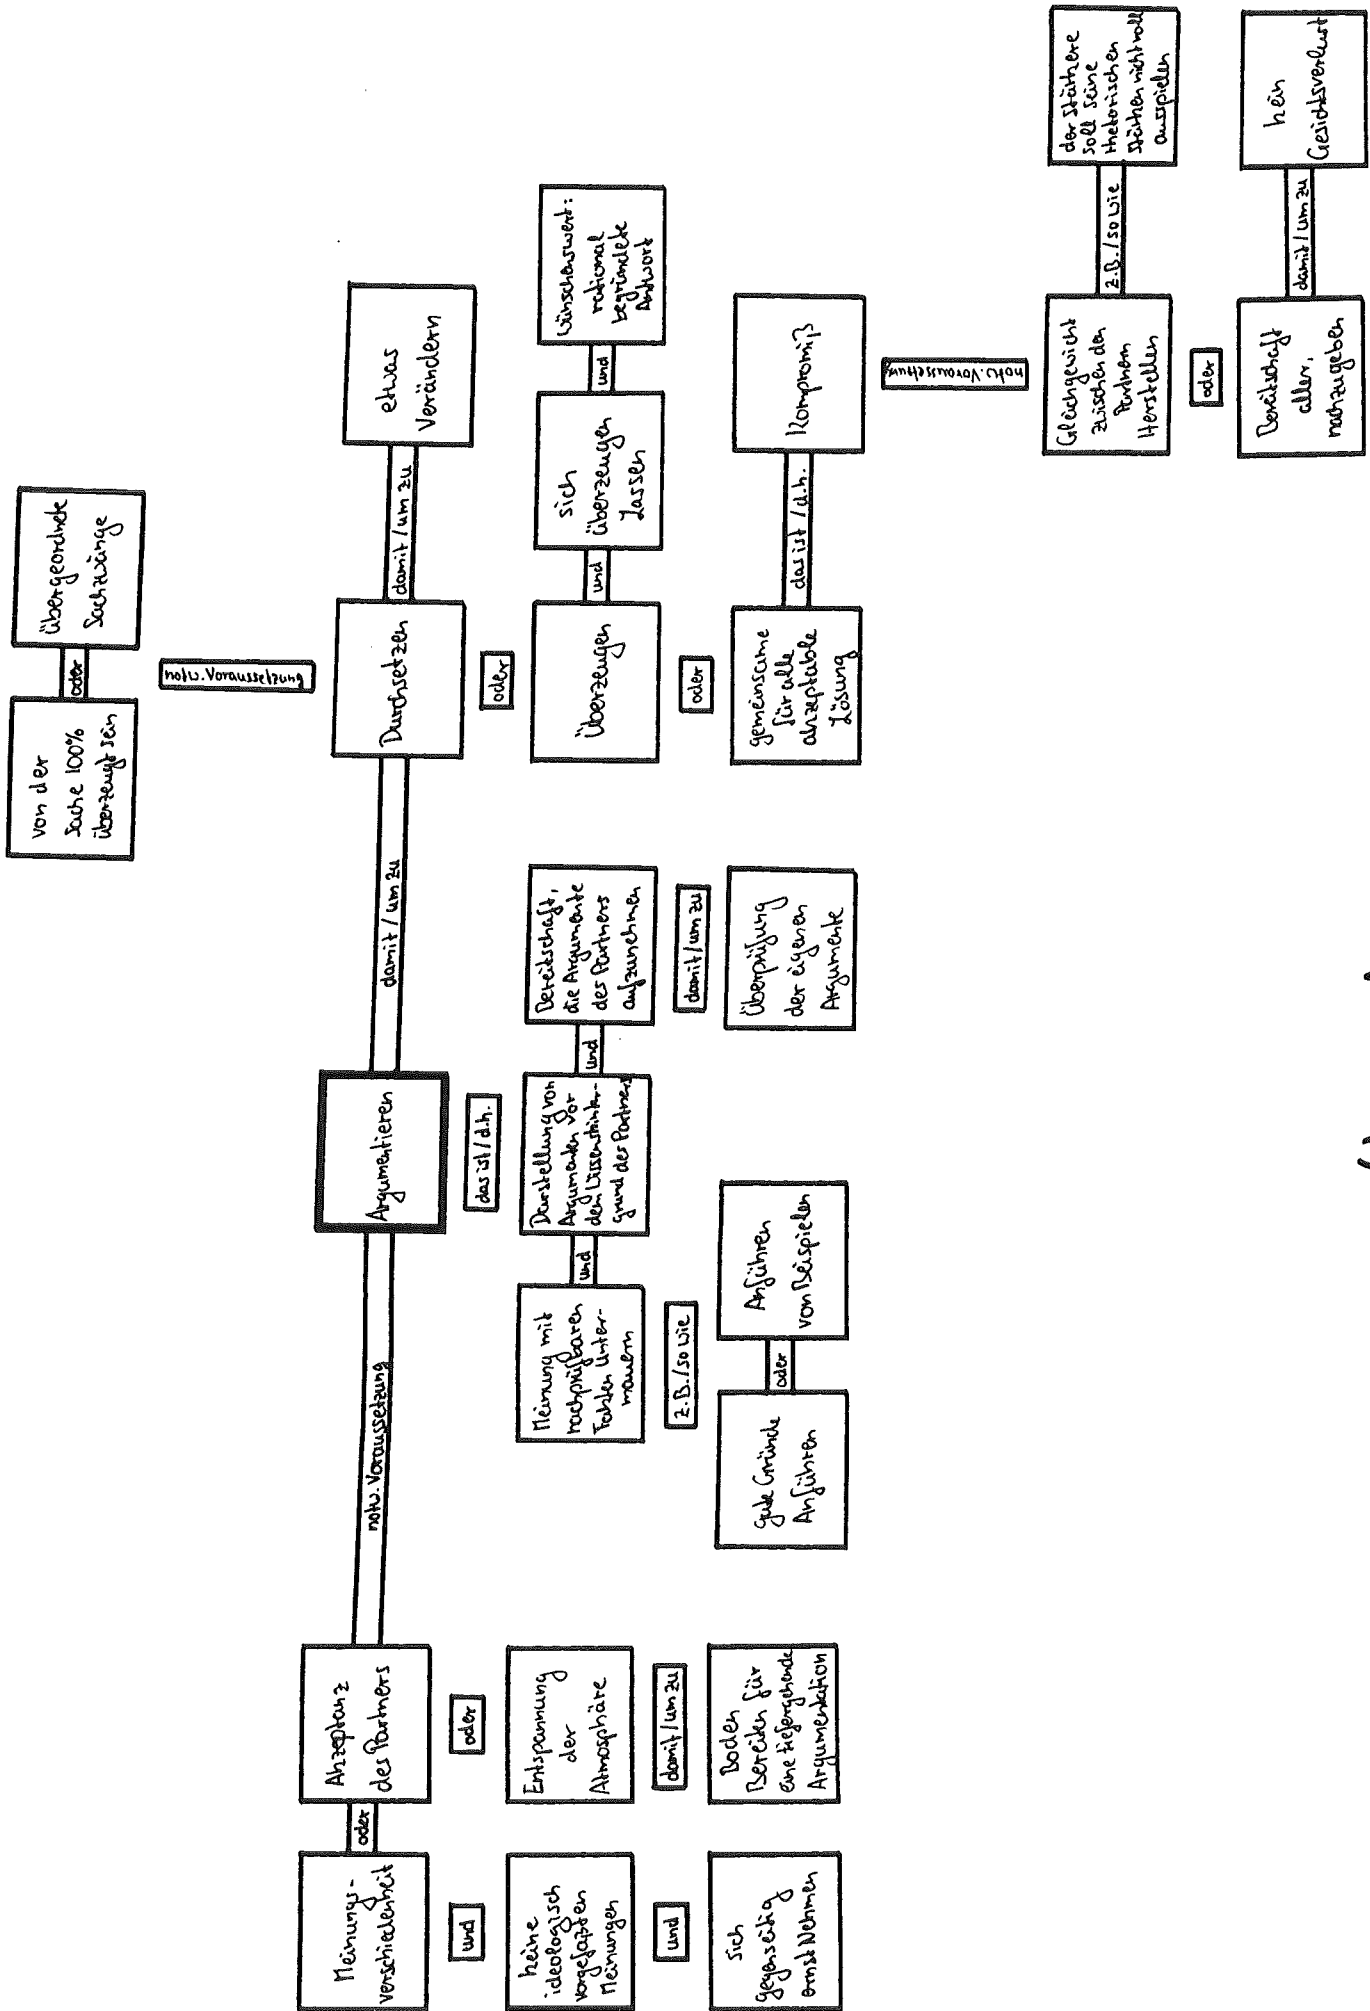 von der
Sache 100%
überzeugt sein
oder
übergeordnete
Sachzwänge
notw. Voraussetzung
Meinungs-
verschiedenheit
oder
Akzeptanz
des Partners
notw. Voraussetzung
Argumentieren
damit / um zu
Durchsetzen
damit / um zu
etwas
Verändern
und
oder
das ist / d.h.
oder
keine
ideologisch
vorgefaßten
Meinungen
Entspannung
der
Atmosphäre
Meinung mit
nachprüfbaren
Fakten Unter-
mauern
und
Darstellung von
Argumenten vor
dem Wissenshinter-
grund des Partners
und
Bereitschaft,
die Argumente
des Partners
aufzunehmen
Überzeugen
und
sich
überzeugen
Lassen
und
Wünschenswert:
rational
begründete
Antwort
und
damit / um zu
z.B. / so wie
damit / um zu
oder
sich
gegenseitig
ernst Nehmen
Boden
Bereiten für
eine tiefergehende
Argumentation
gute Gründe
Anführen
oder
Anführen
von Beispielen
Überprüfung
der eigenen
Argumente
gemeinsame
für alle
akzeptable
Lösung
das ist / d.h.
Kompromiß
notw. Voraussetzung
Gleichgewicht
zwischen den
Partnern
Herstellen
z.B. / so wie
der Stärkere
soll seine
rhetorischen
Stärken nicht voll
ausspielen
oder
Bereitschaft
aller,
nachzugeben
damit / um zu
kein
Gesichtsverlust